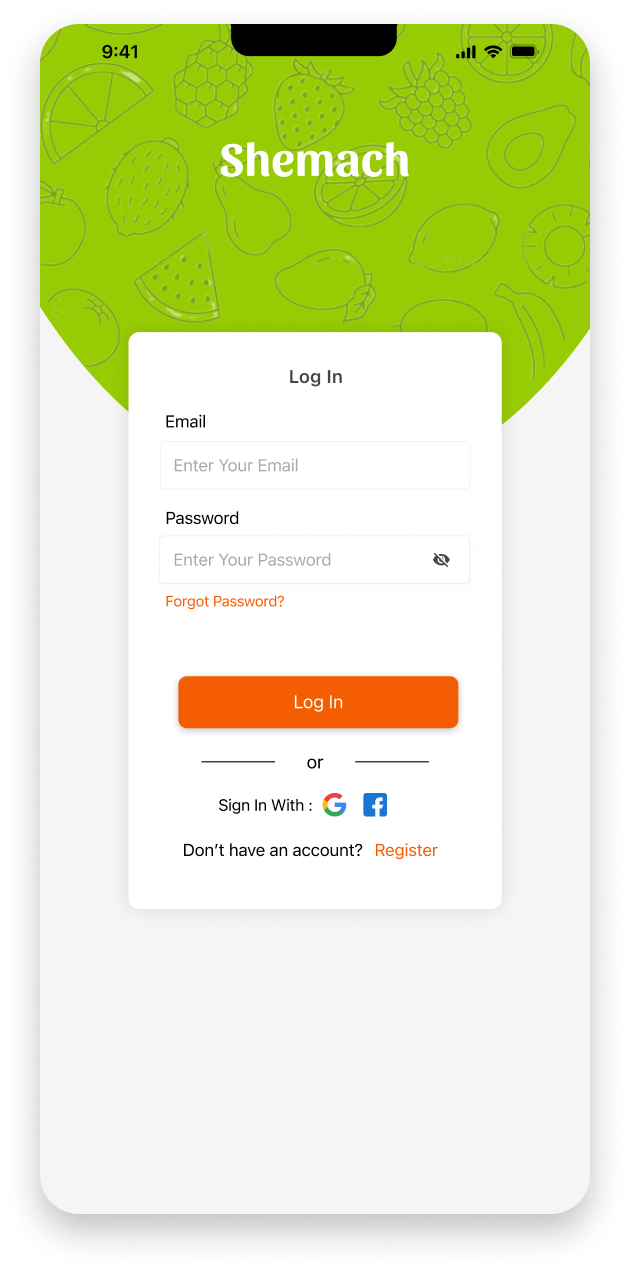 9:41
Shemach
Log In
Email
Enter Your Email
Password
Enter Your Password
Forgot Password?
Log In
or
Sign In With :
Don’t have an account? Register